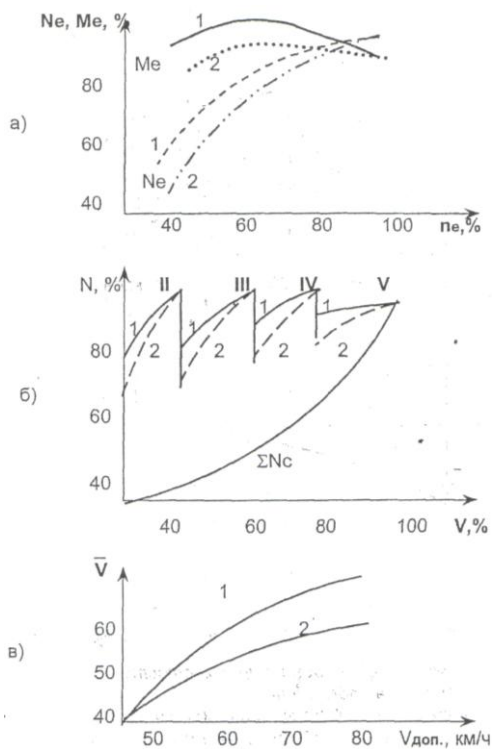 Ne, Me, %
1
Me
2
80
а)
60
1
Ne
2
40
40 60 80 100 ne,%
N, % II III IV V
1 1 1 1
2 2 2 2
80
б)
60
ΣNc
40
40 60 80 100 V,%
V̅
1
60
2
в)
50
40
50 60 70 80 Vдоп., км/ч